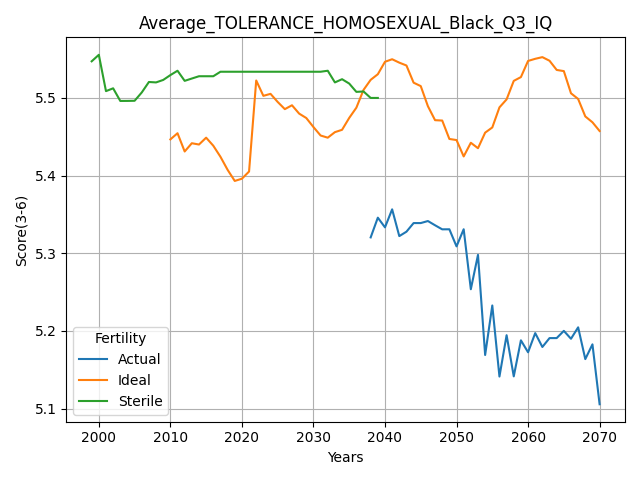 Average_TOLERANCE_HOMOSEXUAL_Black_Q3_IQ
Score(3-6)
5.5
5.4
5.3
5.2
5.1
Fertility
Actual
Ideal
Sterile
2000 2010 2020 2030 2040 2050 2060 2070
Years